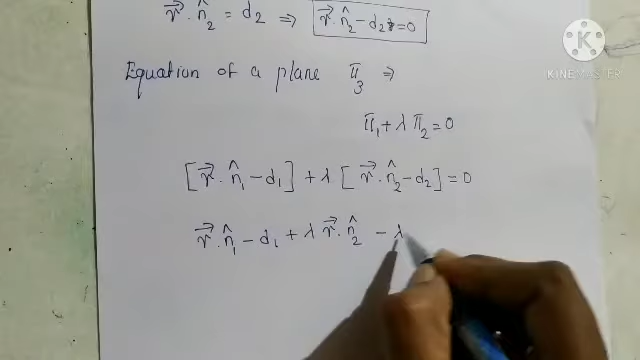 r⃗ . n̂₂ = d₂ ⇒ r⃗ . n̂₂ - d₂ = 0
KINEMASTER
Equation of a plane π₃ ⇒
π₁ + λ π₂ = 0
[r⃗ . n̂₁ - d₁] + λ [r⃗ . n̂₂ - d₂] = 0
r⃗ . n̂₁ - d₁ + λ r⃗ . n̂₂ - λ